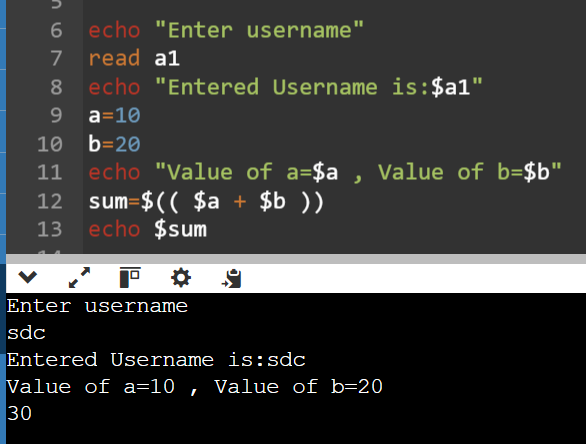 5
6 echo "Enter username"
7 read a1
8 echo "Entered Username is:$a1"
9 a=10
10 b=20
11 echo "Value of a=$a , Value of b=$b"
12 sum=$(( $a + $b ))
13 echo $sum
14
Enter username
sdc
Entered Username is:sdc
Value of a=10 , Value of b=20
30